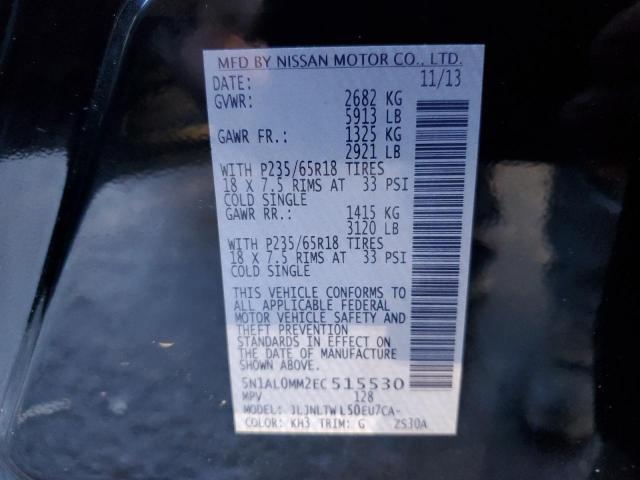 MFD BY NISSAN MOTOR CO., LTD.
DATE: 11/13
GVWR: 2682 KG
5913 LB
GAWR FR.: 1325 KG
2921 LB
WITH P235/65R18 TIRES
18 X 7.5 RIMS AT 33 PSI
COLD SINGLE
GAWR RR.: 1415 KG
3120 LB
WITH P235/65R18 TIRES
18 X 7.5 RIMS AT 33 PSI
COLD SINGLE
THIS VEHICLE CONFORMS TO
ALL APPLICABLE FEDERAL
MOTOR VEHICLE SAFETY AND
THEFT PREVENTION
STANDARDS IN EFFECT ON
THE DATE OF MANUFACTURE
SHOWN ABOVE.
5N1AL0MM2EC515530
MPV 128
MODEL: JLJNLTWL50EU7CA-
COLOR: KH3 TRIM: G ZS30A